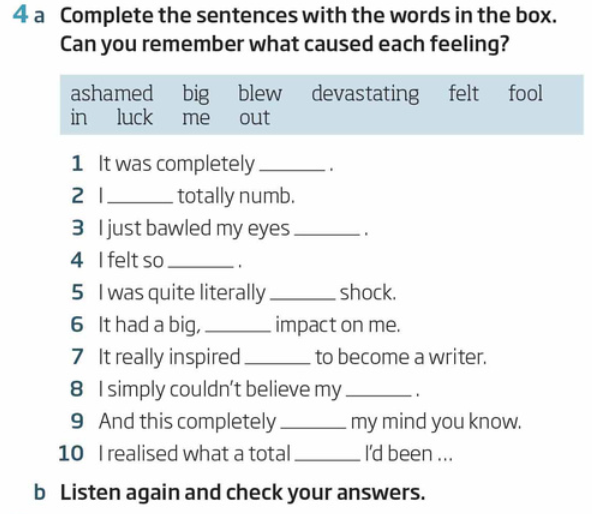 4 a Complete the sentences with the words in the box.
Can you remember what caused each feeling?
ashamed big blew devastating felt fool
in luck me out
1 It was completely ______ .
2 I ______ totally numb.
3 I just bawled my eyes ______ .
4 I felt so ______ .
5 I was quite literally ______ shock.
6 It had a big, ______ impact on me.
7 It really inspired ______ to become a writer.
8 I simply couldn't believe my ______ .
9 And this completely ______ my mind you know.
10 I realised what a total ______ I'd been ...
b Listen again and check your answers.